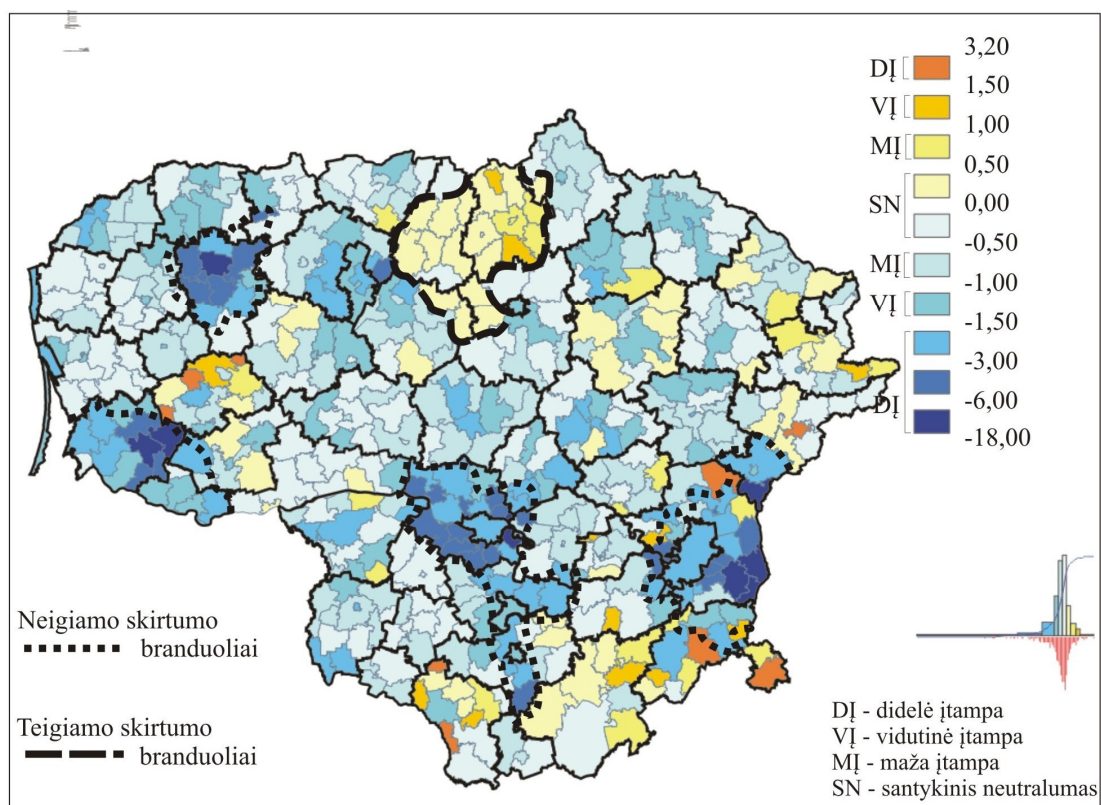 3,20
DĮ
1,50
VĮ
1,00
MĮ
0,50
SN
0,00
-0,50
MĮ
-1,00
VĮ
-1,50
-3,00
DĮ
-6,00
-18,00
Neigiamo skirtumo
branduoliai
Teigiamo skirtumo
branduoliai
DĮ - didelė įtampa
VĮ - vidutinė įtampa
MĮ - maža įtampa
SN - santykinis neutralumas